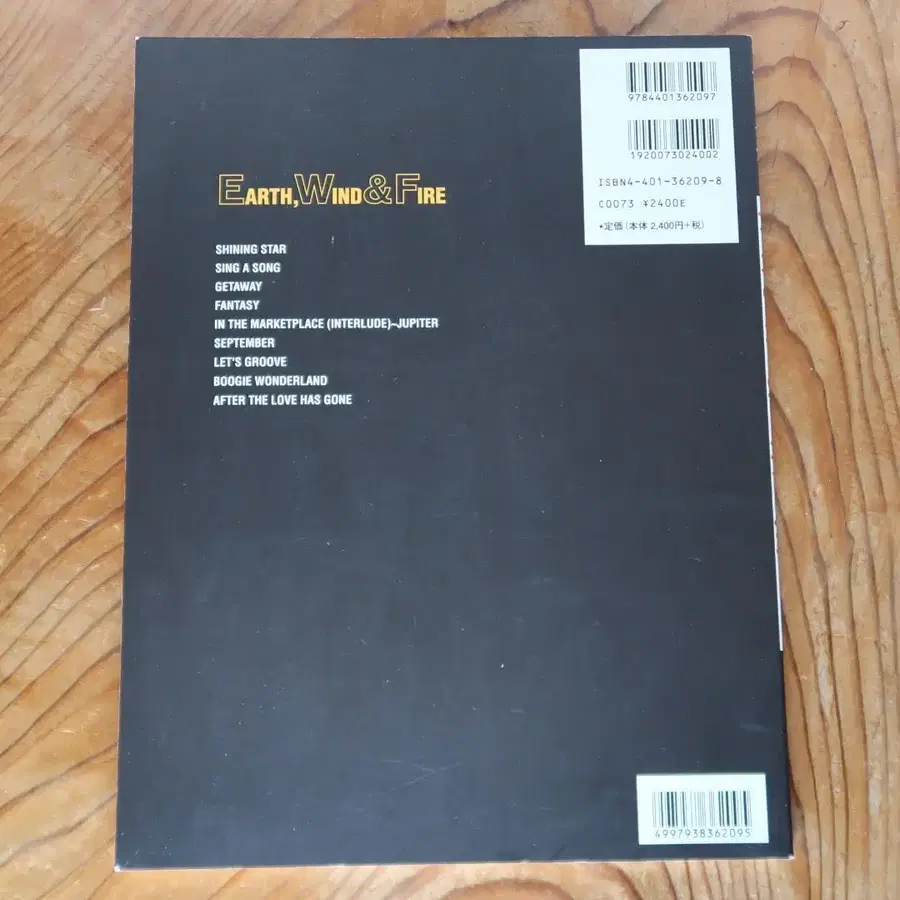 9784401362097
1920073024002
ISBN4-401-36209-8
C0073 ¥2400E
*定価(本体2,400円+税)
EARTH, WIND & FIRE
SHINING STAR
SING A SONG
GETAWAY
FANTASY
IN THE MARKETPLACE (INTERLUDE)~JUPITER
SEPTEMBER
LET'S GROOVE
BOOGIE WONDERLAND
AFTER THE LOVE HAS GONE
4997938362095